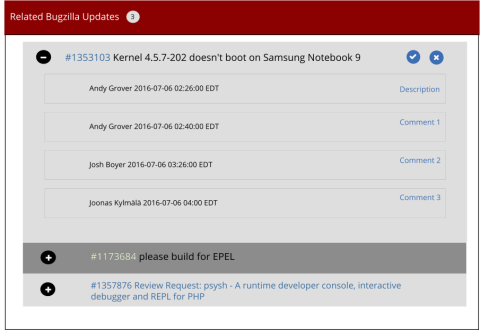 Related Bugzilla Updates 3
#1353103 Kernel 4.5.7-202 doesn't boot on Samsung Notebook 9
Andy Grover 2016-07-06 02:26:00 EDT Description
Andy Grover 2016-07-06 02:40:00 EDT Comment 1
Josh Boyer 2016-07-06 03:26:00 EDT Comment 2
Joonas Kylmälä 2016-07-06 04:00 EDT Comment 3
#1173684 please build for EPEL
#1357876 Review Request: psysh - A runtime developer console, interactive
debugger and REPL for PHP